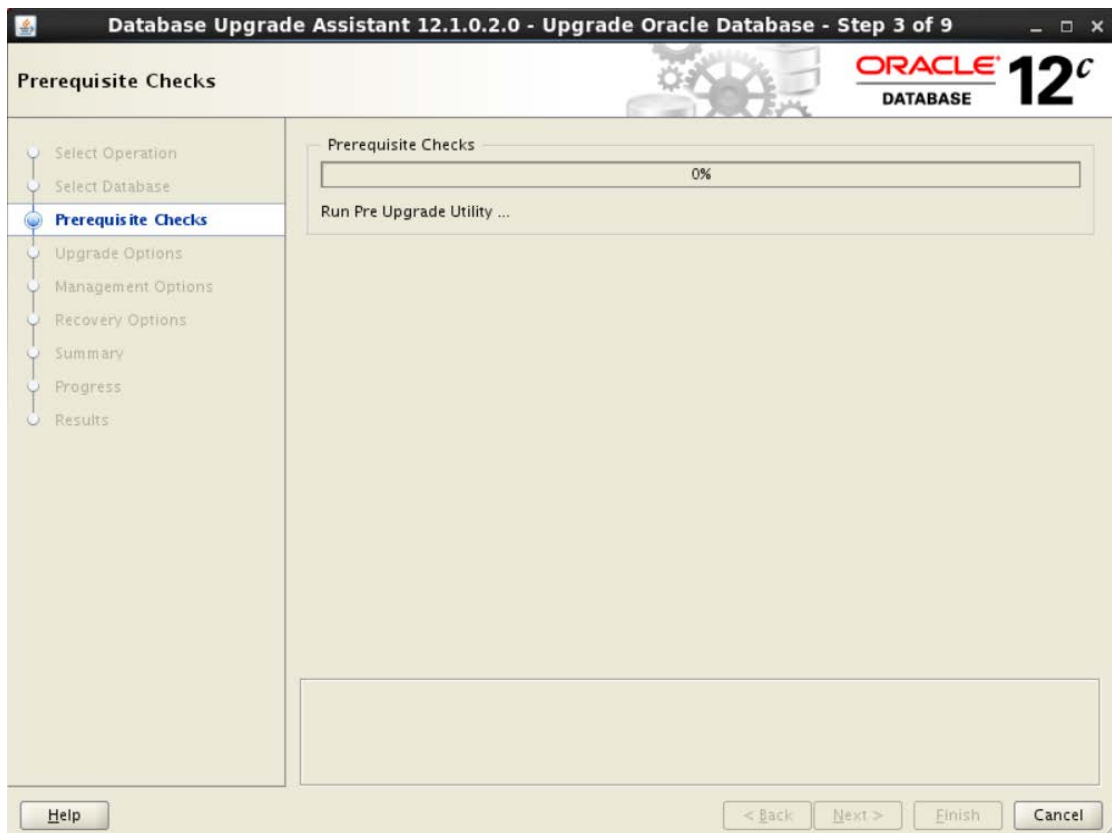 Database Upgrade Assistant 12.1.0.2.0 - Upgrade Oracle Database - Step 3 of 9
Prerequisite Checks
ORACLE
DATABASE
12c
Select Operation
Select Database
Prerequisite Checks
Upgrade Options
Management Options
Recovery Options
Summary
Progress
Results
Prerequisite Checks
0%
Run Pre Upgrade Utility ...
Help
< Back
Next >
Finish
Cancel